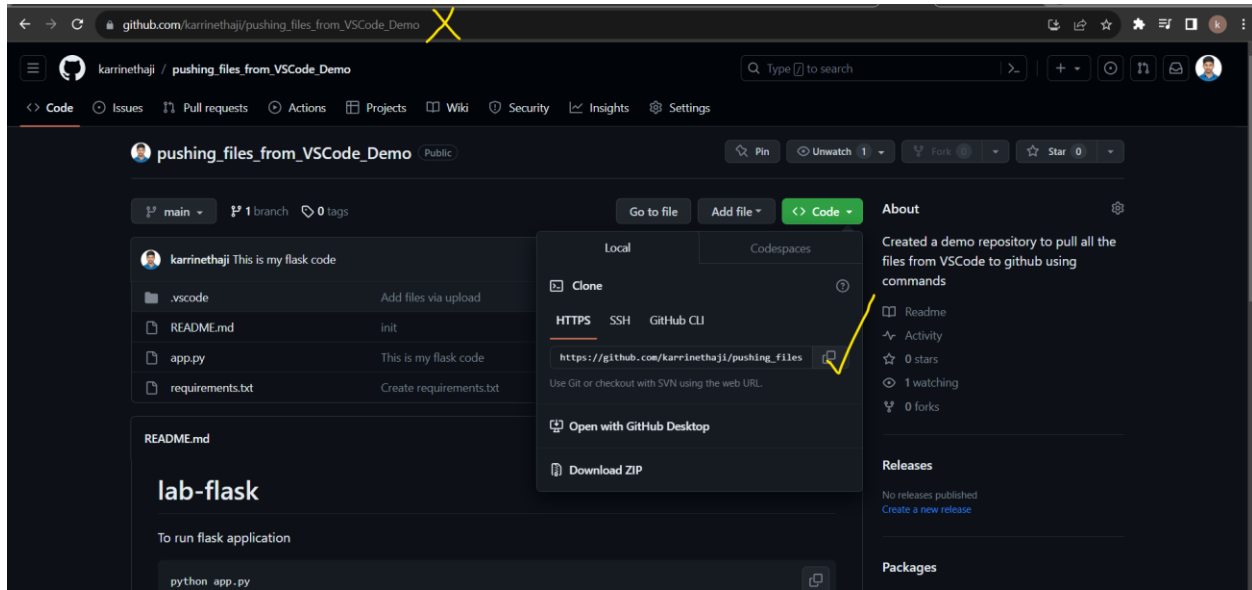 github.com/karrinethaji/pushing_files_from_VSCode_Demo
k
karrinethaji / pushing_files_from_VSCode_Demo
Type / to search
Code Issues Pull requests Actions Projects Wiki Security Insights Settings
pushing_files_from_VSCode_Demo Public
Pin Unwatch 1 Fork 0 Star 0
main 1 branch 0 tags
Go to file Add file Code
karrinethaji This is my flask code
.vscode Add files via upload
README.md init
app.py This is my flask code
requirements.txt Create requirements.txt
README.md
lab-flask
To run flask application
python app.py
Local Codespaces
Clone
HTTPS SSH GitHub CLI
https://github.com/karrinethaji/pushing_files
Use Git or checkout with SVN using the web URL.
Open with GitHub Desktop
Download ZIP
About
Created a demo repository to pull all the
files from VSCode to github using
commands
Readme
Activity
0 stars
1 watching
0 forks
Releases
No releases published
Create a new release
Packages